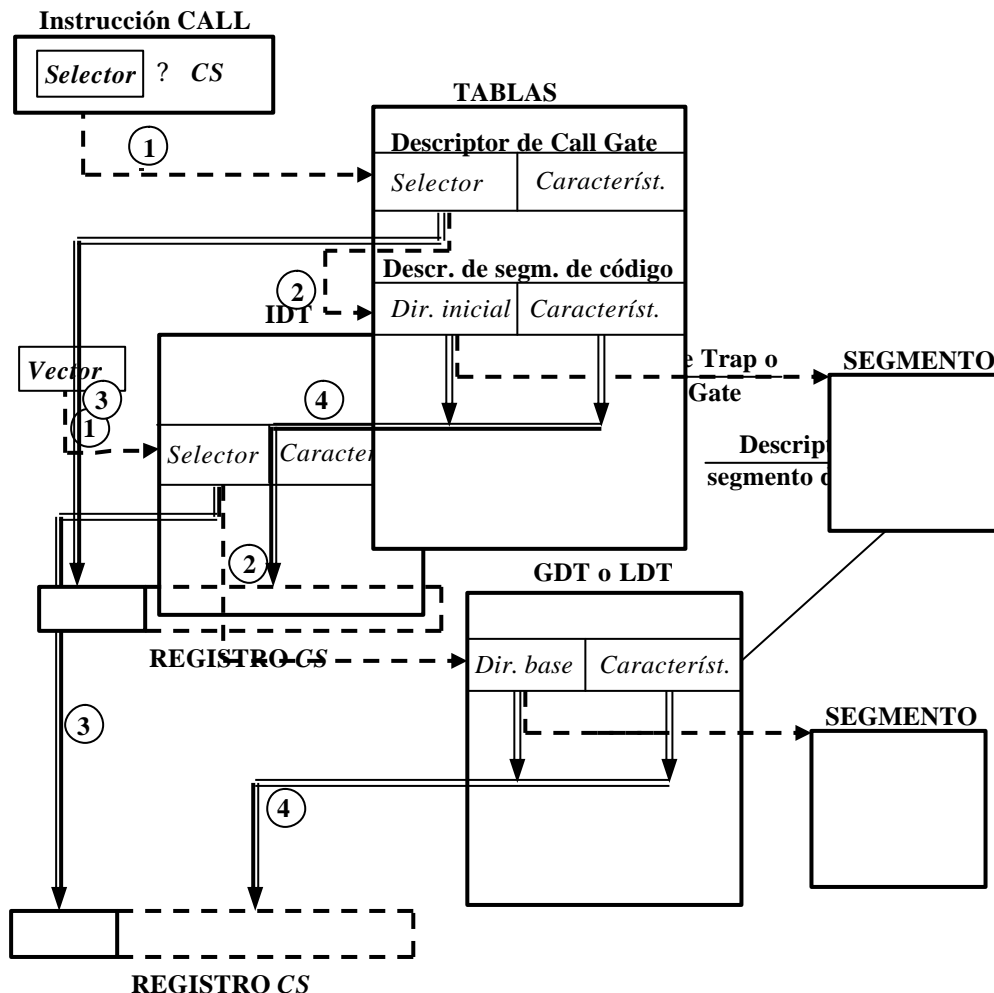 Instrucción CALL
Selector ? CS
TABLAS
1
Descriptor de Call Gate
Selector Característ.
2
Descr. de segm. de código
IDT
Dir. inicial Característ.
Trap o
SEGMENTO
Vector
3
4
Gate
1
Selector
segmento
2
GDT o LDT
REGISTRO CS
Dir. base Característ.
3
SEGMENTO
4
REGISTRO CS